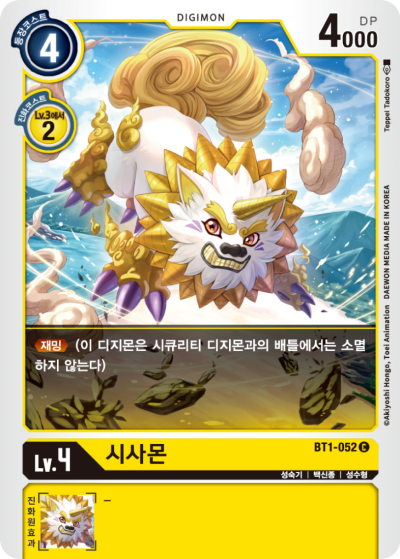 등장코스트
4
DIGIMON
DP
4000
진화코스트
Lv.3에서
2
Teppei Tadokoro
©Akiyoshi Hongo, Toei Animation DAEWON MEDIA MADE IN KOREA
재밍 (이 디지몬은 시큐리티 디지몬과의 배틀에서는 소멸
하지 않는다)
BT1-052 C
Lv.4
시사몬
성숙기 | 백신종 | 성수형
진화원효과
–